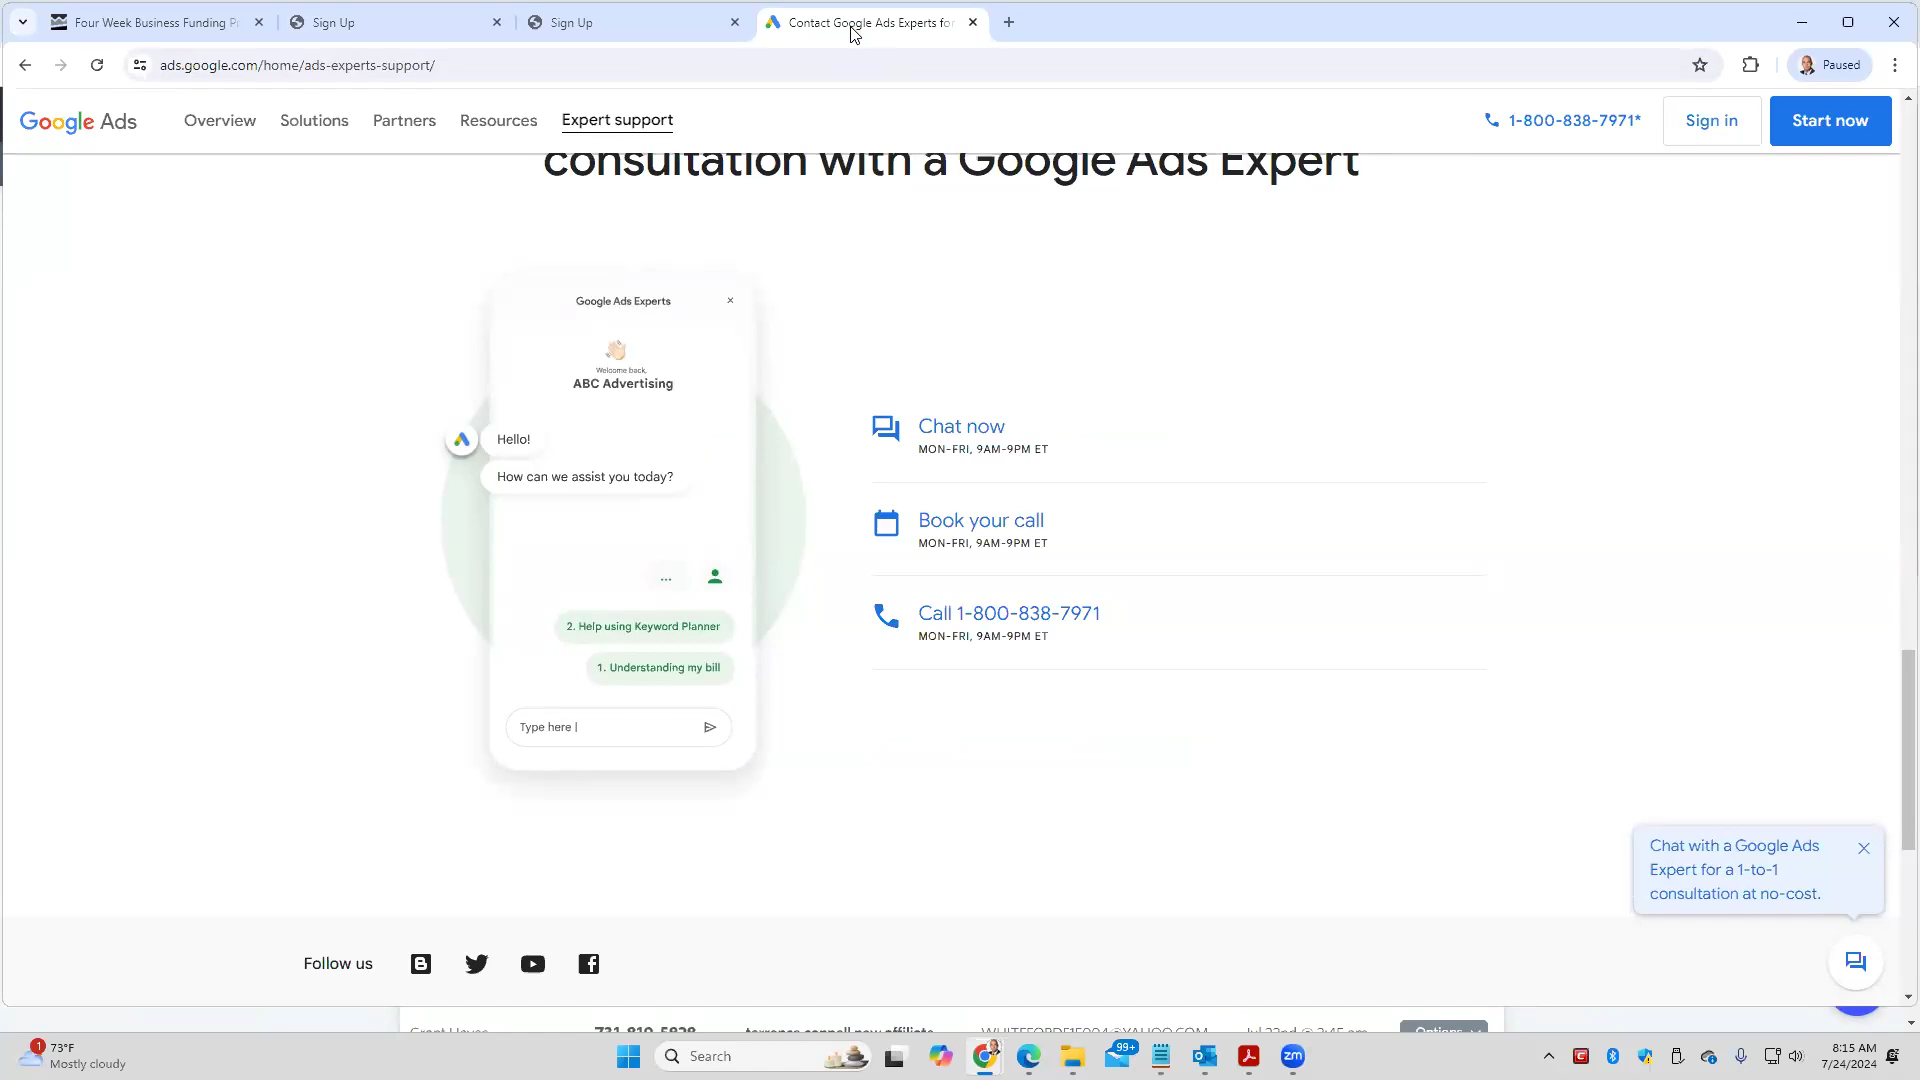 Four Week Business Funding P
Sign Up
Sign Up
Contact Google Ads Experts for
ads.google.com/home/ads-experts-support/
Paused
Google Ads
Overview
Solutions
Partners
Resources
Expert support
1-800-838-7971*
Sign in
Start now
consultation with a Google Ads Expert
Google Ads Experts
Welcome back,
ABC Advertising
Hello!
How can we assist you today?
...
2. Help using Keyword Planner
1. Understanding my bill
Type here |
Chat now
MON-FRI, 9AM-9PM ET
Book your call
MON-FRI, 9AM-9PM ET
Call 1-800-838-7971
MON-FRI, 9AM-9PM ET
Chat with a Google Ads
Expert for a 1-to-1
consultation at no-cost.
Follow us
1
73°F
Mostly cloudy
Search
99+
zm
8:15 AM
7/24/2024